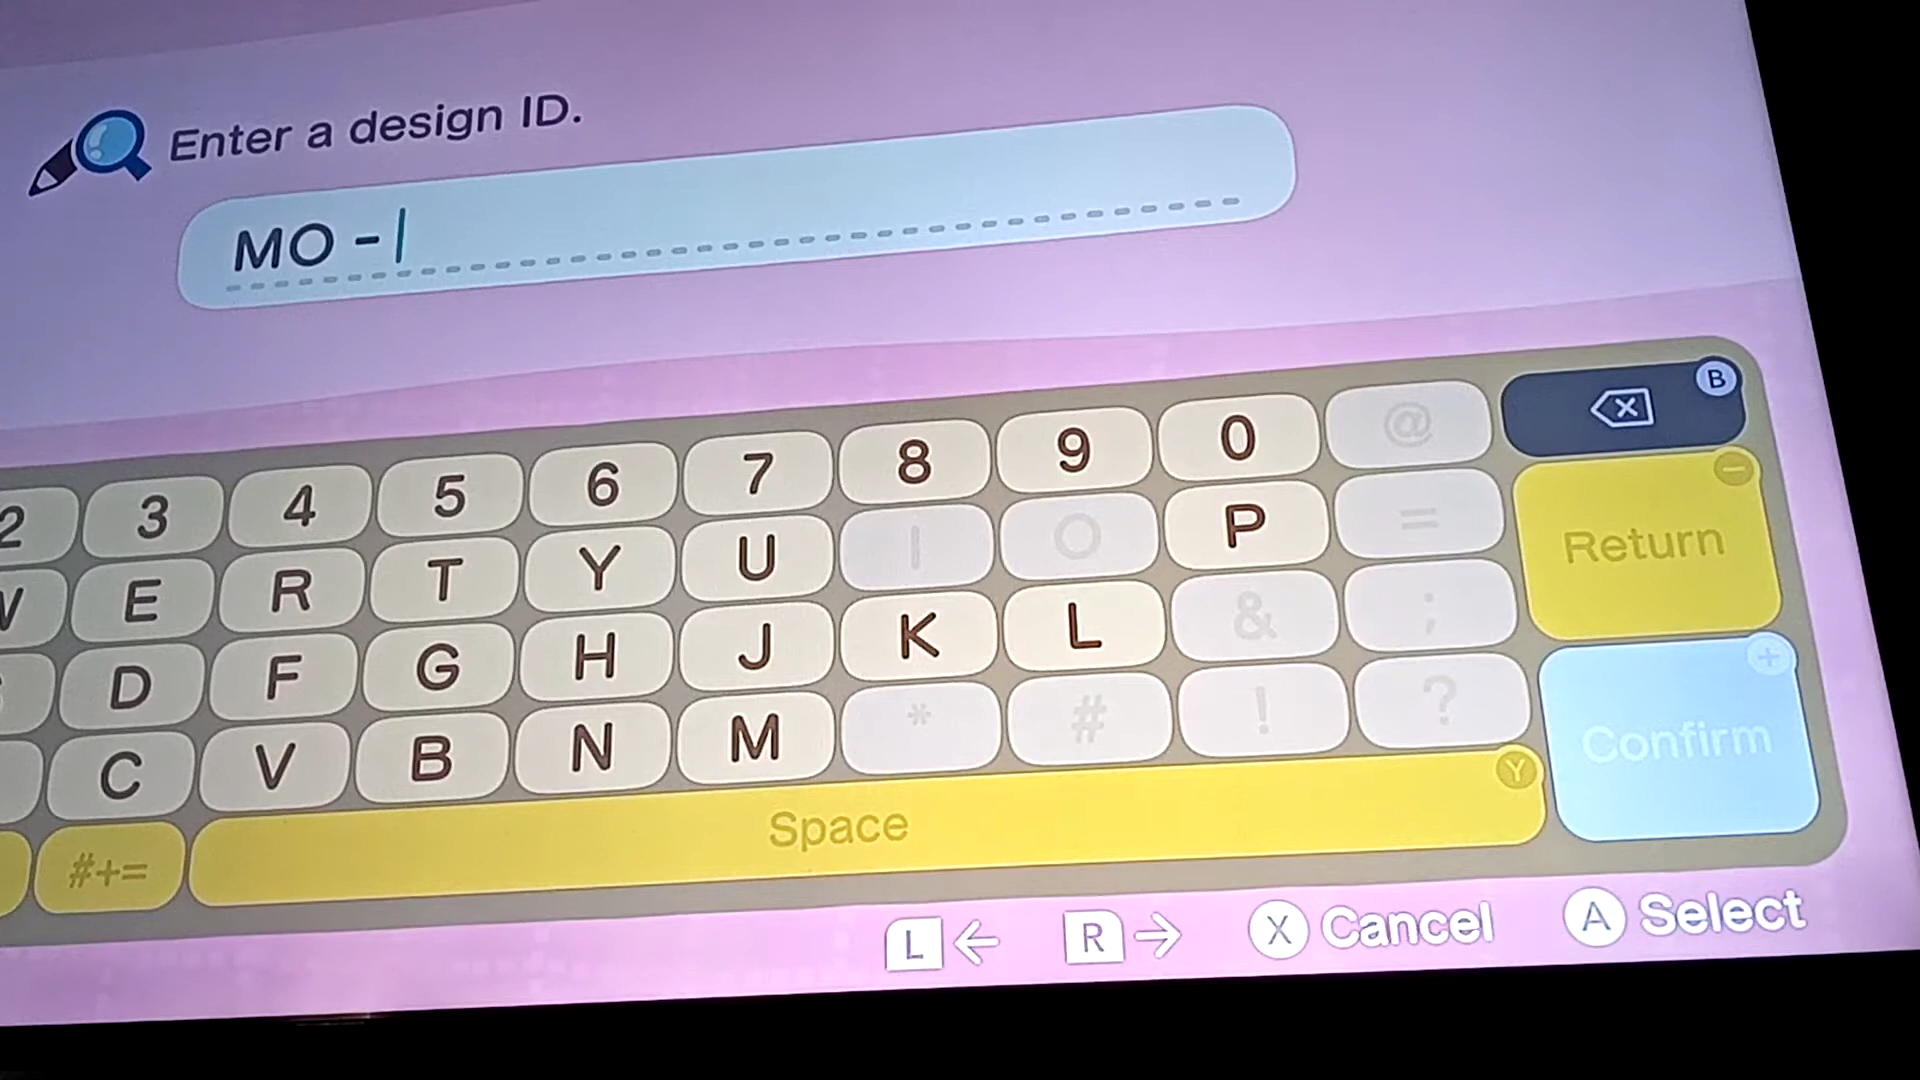 Enter a design ID.
MO -
2 3 4 5 6 7 8 9 0 @ B
W E R T Y U I O P = - Return
D F G H J K L & ;
C V B N M * # ! ? + Confirm
#+= Space Y
L ← R → X Cancel A Select